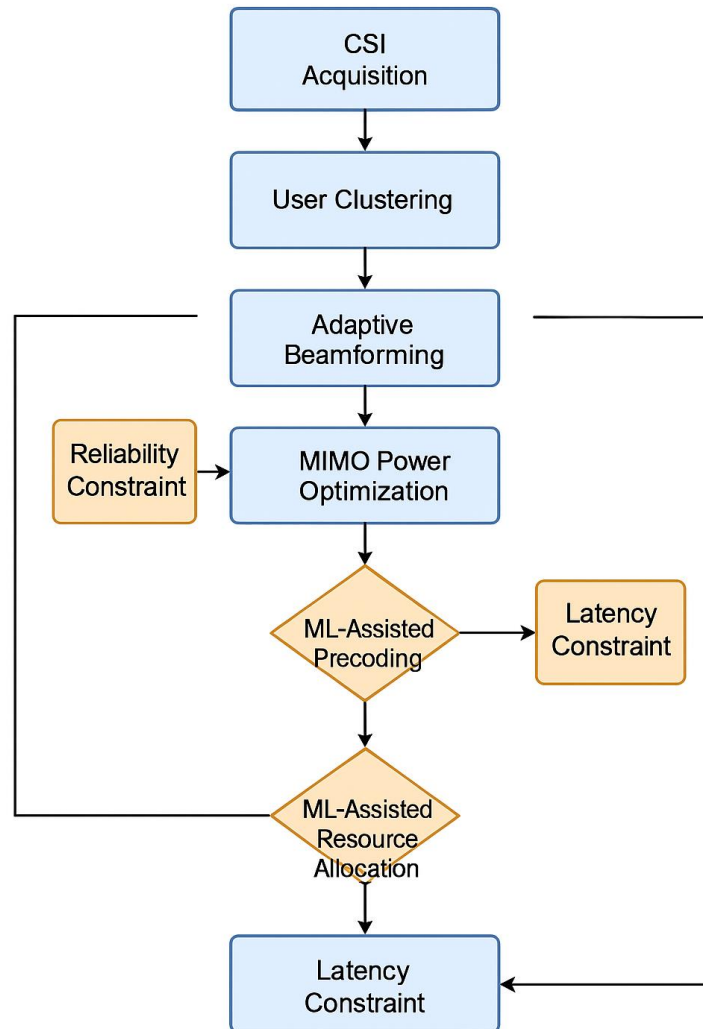 CSI
Acquisition
User Clustering
Adaptive
Beamforming
Reliability
Constraint
MIMO Power
Optimization
ML-Assisted
Precoding
Latency
Constraint
ML-Assisted
Resource
Allocation
Latency
Constraint